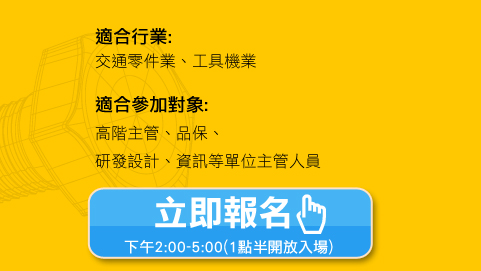 適合行業:
交通零件業、工具機業
適合參加對象:
高階主管、品保、
研發設計、資訊等單位主管人員
立即報名
下午2:00-5:00(1點半開放入場)